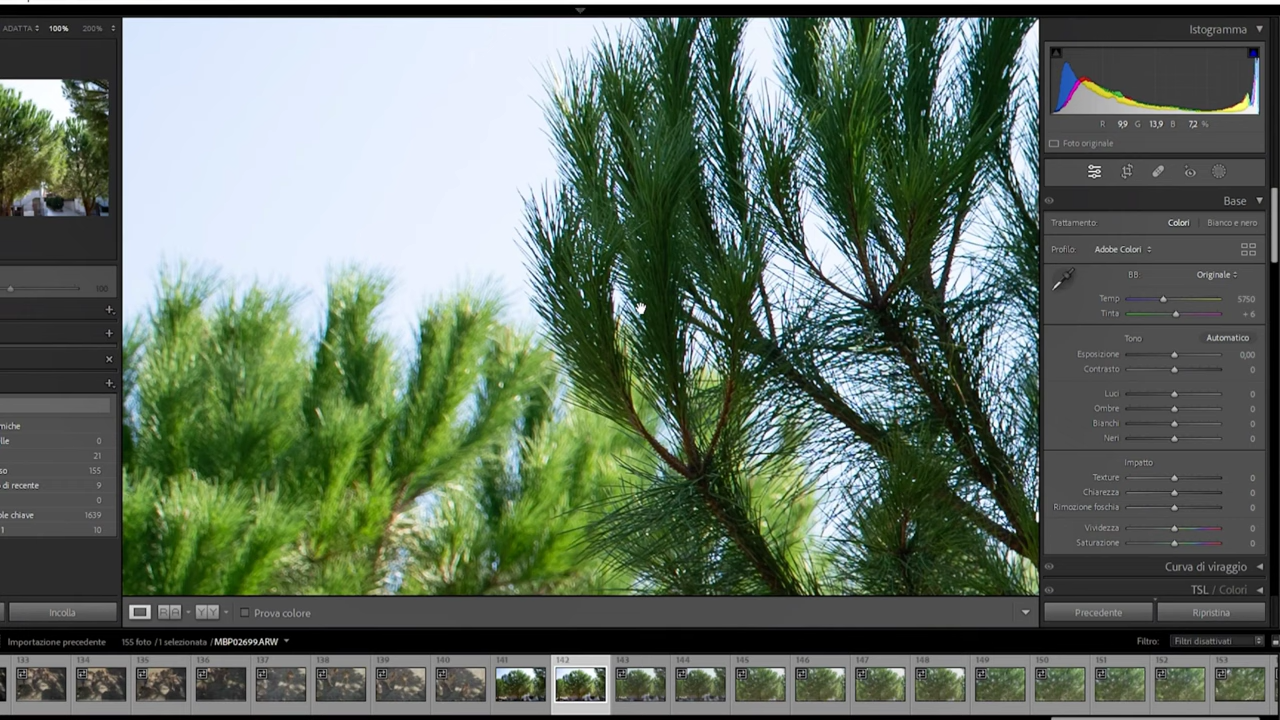 ADATTA 100% 200%
Istogramma
R 9,9 G 13,9 B 7,2 %
Foto originale
Base
Trattamento: Colori Bianco e nero
Profilo: Adobe Colori
BB: Originale
Temp 5750
Tinta + 6
Tono Automatico
Esposizione 0,00
Contrasto 0
Luci 0
Ombre 0
Bianchi 0
Neri 0
Impatto
Texture 0
Chiarezza 0
Rimozione foschia 0
Vividezza 0
Saturazione 0
Curva di viraggio
TSL / Colori
Precedente Ripristina
100
miche
lle 0
21
so 155
o di recente 9
0
ole chiave 1639
1 10
Incolla
R A Y Y Prova colore
Importazione precedente 155 foto /1 selezionata /MBP02699.ARW
Filtro: Filtri disattivati
133 134 135 136 137 138 139 140 141 142 143 144 145 146 147 148 149 150 151 152 153